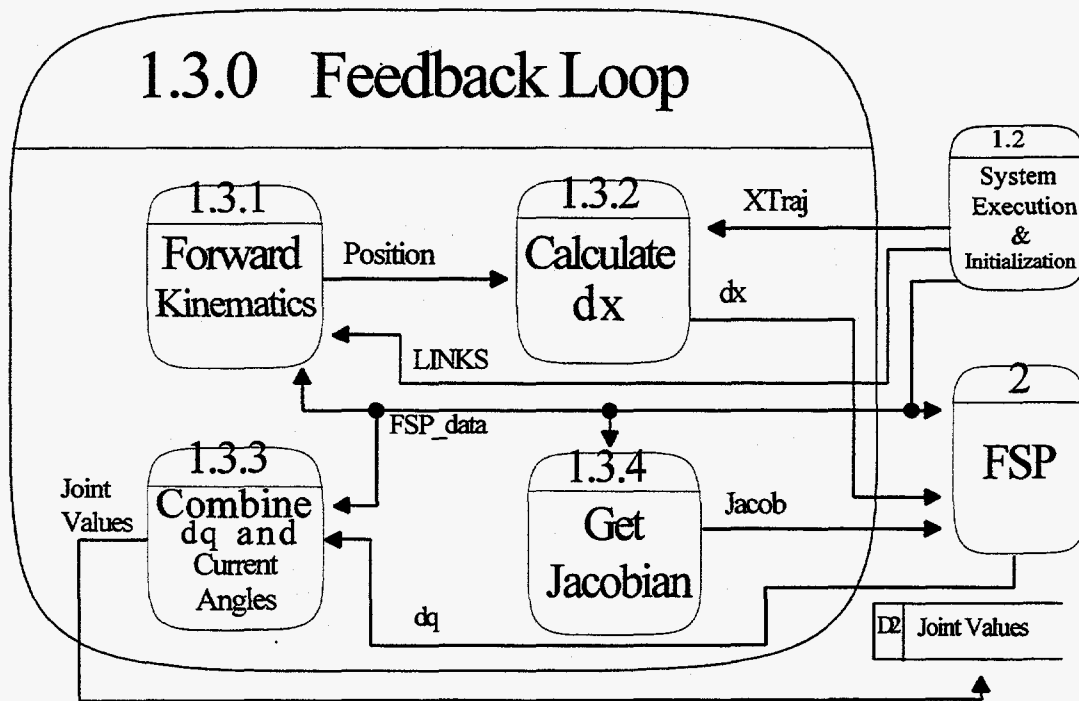 1.3.0 Feedback Loop
1.2
System
Execution
&
Initialization
1.3.1
Forward
Kinematics
Position
1.3.2
Calculate
dx
XTraj
dx
LINKS
FSP_data
2
FSP
Joint
Values
1.3.3
Combine
dq and
Current
Angles
1.3.4
Get
Jacobian
Jacob
dq
D2 Joint Values